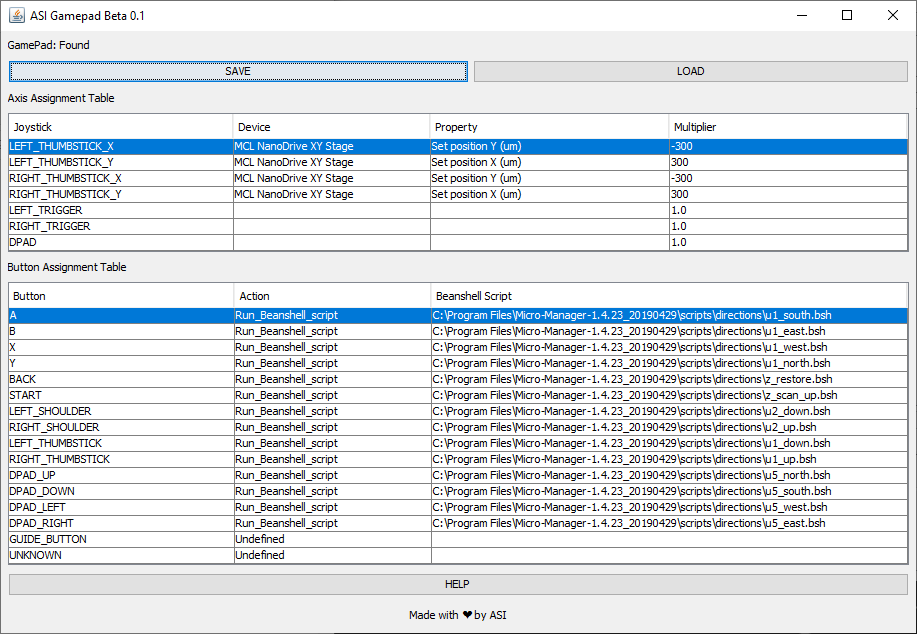 ASI Gamepad Beta 0.1
GamePad: Found
SAVE LOAD
Axis Assignment Table
Joystick Device Property Multiplier
LEFT_THUMBSTICK_X MCL NanoDrive XY Stage Set position Y (um) -300
LEFT_THUMBSTICK_Y MCL NanoDrive XY Stage Set position X (um) 300
RIGHT_THUMBSTICK_X MCL NanoDrive XY Stage Set position Y (um) -300
RIGHT_THUMBSTICK_Y MCL NanoDrive XY Stage Set position X (um) 300
LEFT_TRIGGER 1.0
RIGHT_TRIGGER 1.0
DPAD 1.0
Button Assignment Table
Button Action Beanshell Script
A Run_Beanshell_script C:\Program Files\Micro-Manager-1.4.23_20190429\scripts\directions\u1_south.bsh
B Run_Beanshell_script C:\Program Files\Micro-Manager-1.4.23_20190429\scripts\directions\u1_east.bsh
X Run_Beanshell_script C:\Program Files\Micro-Manager-1.4.23_20190429\scripts\directions\u1_west.bsh
Y Run_Beanshell_script C:\Program Files\Micro-Manager-1.4.23_20190429\scripts\directions\u1_north.bsh
BACK Run_Beanshell_script C:\Program Files\Micro-Manager-1.4.23_20190429\scripts\directions\z_restore.bsh
START Run_Beanshell_script C:\Program Files\Micro-Manager-1.4.23_20190429\scripts\directions\z_scan_up.bsh
LEFT_SHOULDER Run_Beanshell_script C:\Program Files\Micro-Manager-1.4.23_20190429\scripts\directions\u2_down.bsh
RIGHT_SHOULDER Run_Beanshell_script C:\Program Files\Micro-Manager-1.4.23_20190429\scripts\directions\u2_up.bsh
LEFT_THUMBSTICK Run_Beanshell_script C:\Program Files\Micro-Manager-1.4.23_20190429\scripts\directions\u1_down.bsh
RIGHT_THUMBSTICK Run_Beanshell_script C:\Program Files\Micro-Manager-1.4.23_20190429\scripts\directions\u1_up.bsh
DPAD_UP Run_Beanshell_script C:\Program Files\Micro-Manager-1.4.23_20190429\scripts\directions\u5_north.bsh
DPAD_DOWN Run_Beanshell_script C:\Program Files\Micro-Manager-1.4.23_20190429\scripts\directions\u5_south.bsh
DPAD_LEFT Run_Beanshell_script C:\Program Files\Micro-Manager-1.4.23_20190429\scripts\directions\u5_west.bsh
DPAD_RIGHT Run_Beanshell_script C:\Program Files\Micro-Manager-1.4.23_20190429\scripts\directions\u5_east.bsh
GUIDE_BUTTON Undefined
UNKNOWN Undefined
HELP
Made with ❤ by ASI